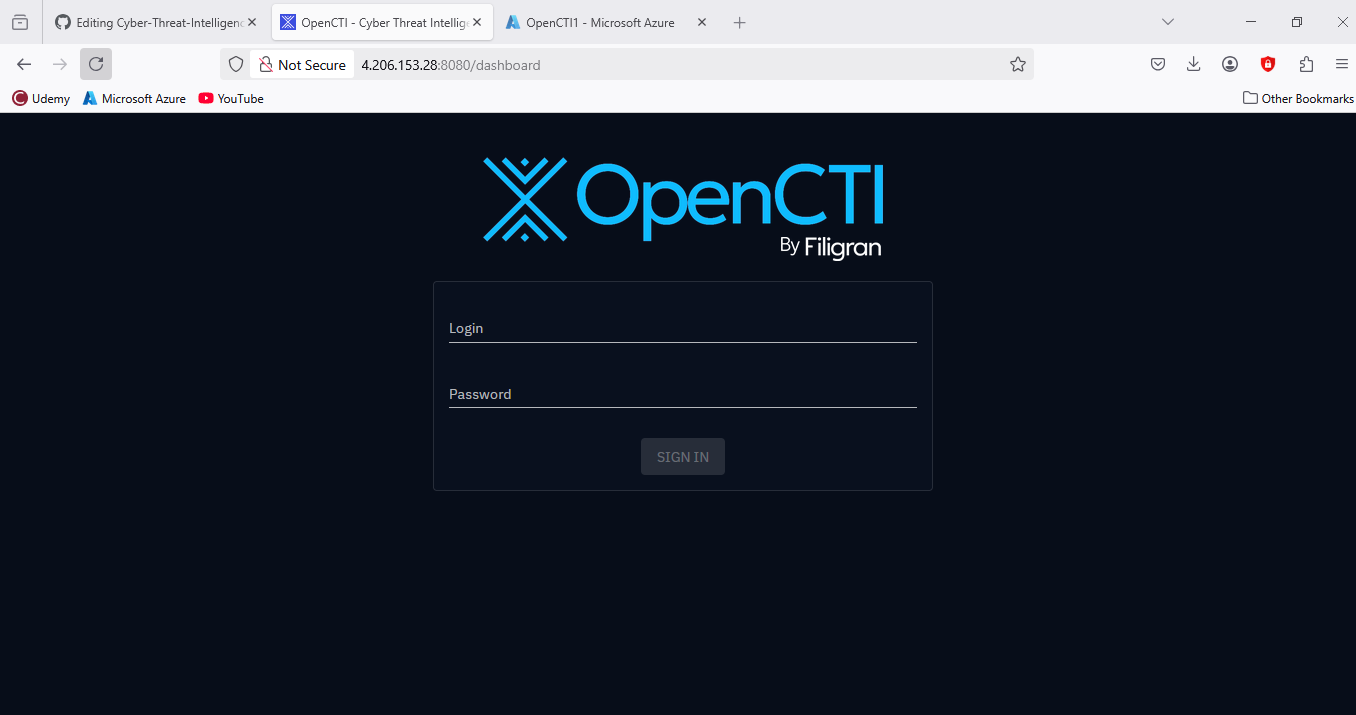 Editing Cyber-Threat-Intelligenc
OpenCTI - Cyber Threat Intellige
OpenCTI1 - Microsoft Azure
Not Secure 4.206.153.28:8080/dashboard
Udemy Microsoft Azure YouTube Other Bookmarks
OpenCTI
By Filigran
Login
Password
SIGN IN